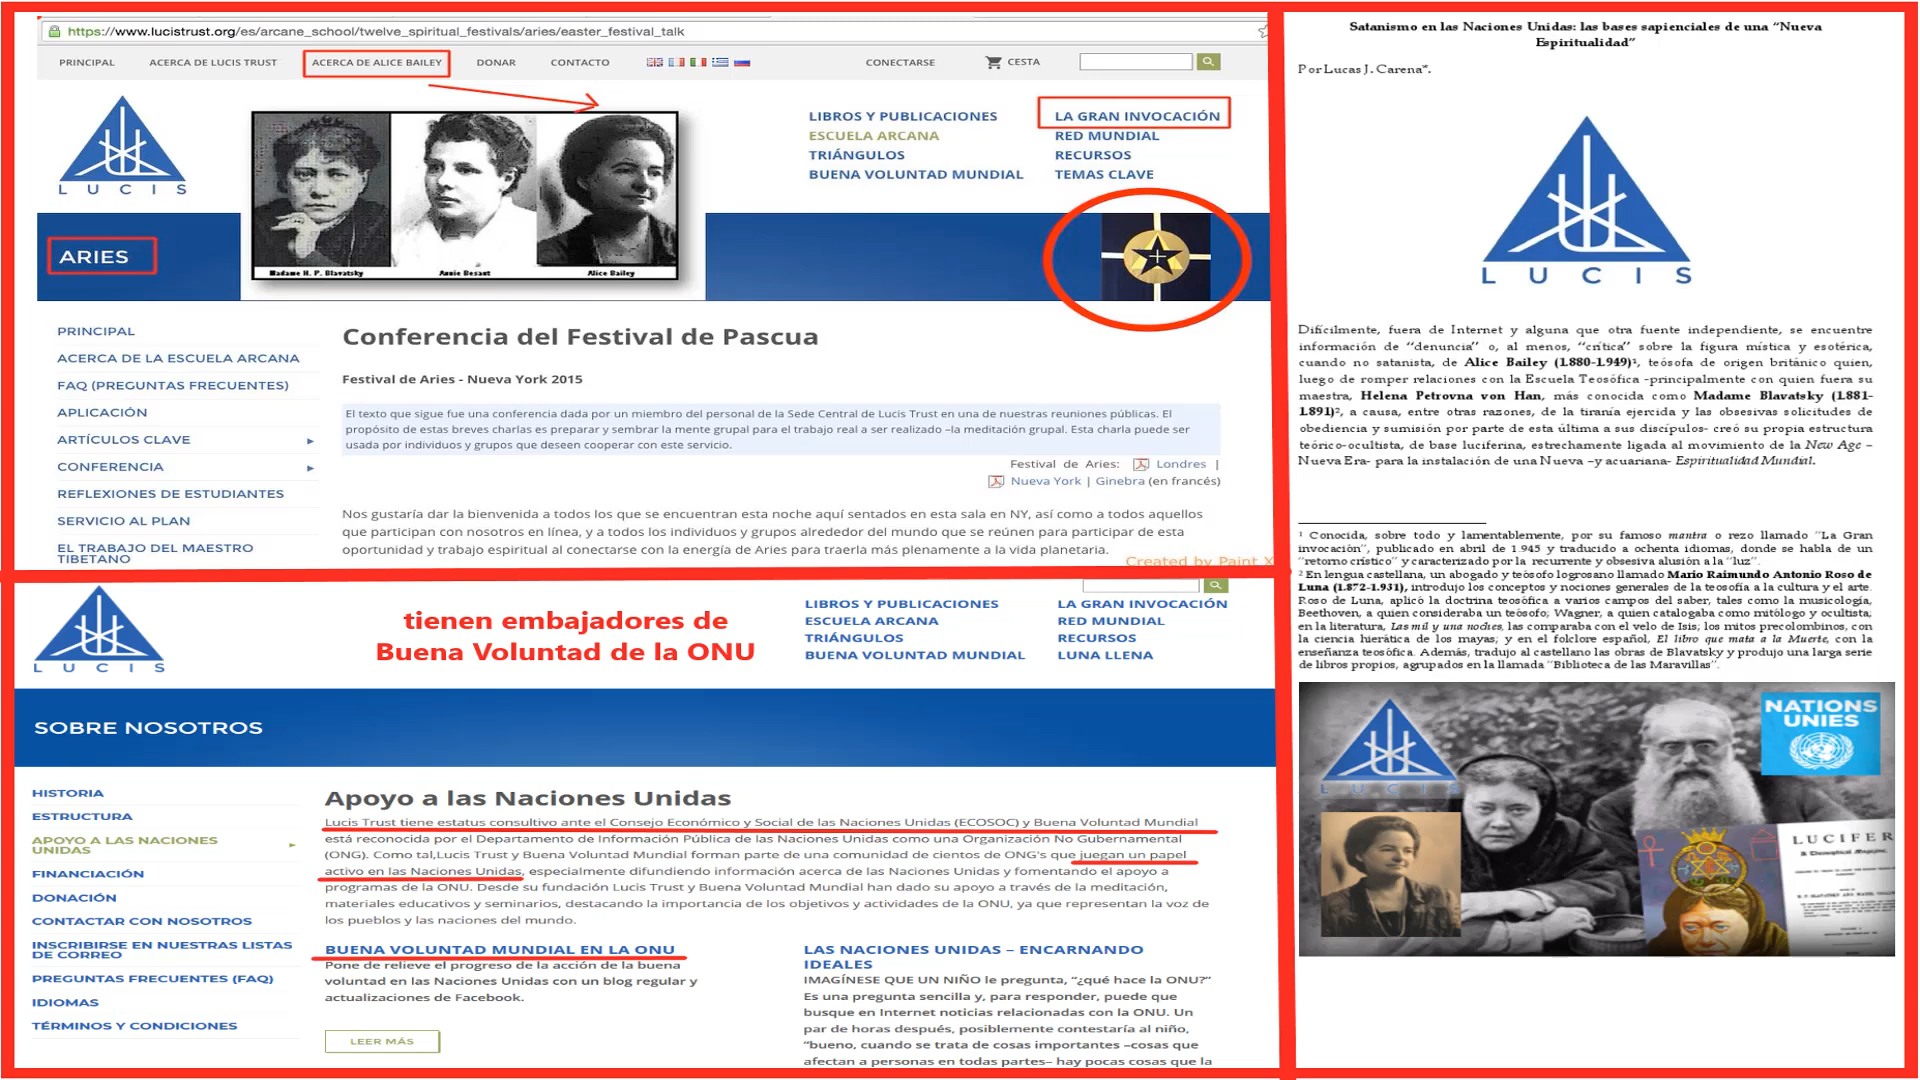 https://www.lucistrust.org/es/arcane_school/twelve_spiritual_festivals/aries/easter_festival_talk
PRINCIPAL
ACERCA DE LUCIS TRUST
ACERCA DE ALICE BAILEY
DONAR
CONTACTO
CONECTARSE
CESTA
LUCIS
LIBROS Y PUBLICACIONES
ESCUELA ARCANA
TRIÁNGULOS
BUENA VOLUNTAD MUNDIAL
LA GRAN INVOCACIÓN
RED MUNDIAL
RECURSOS
TEMAS CLAVE
ARIES
Madame H. P. Blavatsky
Annie Besant
Alice Bailey
PRINCIPAL
ACERCA DE LA ESCUELA ARCANA
FAQ (PREGUNTAS FRECUENTES)
APLICACIÓN
ARTÍCULOS CLAVE
CONFERENCIA
REFLEXIONES DE ESTUDIANTES
SERVICIO AL PLAN
EL TRABAJO DEL MAESTRO
TIBETANO
Conferencia del Festival de Pascua
Festival de Aries - Nueva York 2015
El texto que sigue fue una conferencia dada por un miembro del personal de la Sede Central de Lucis Trust en una de nuestras reuniones públicas. El
propósito de estas breves charlas es preparar y sembrar la mente grupal para el trabajo real a ser realizado –la meditación grupal. Esta charla puede ser
usada por individuos y grupos que deseen cooperar con este servicio.
Festival de Aries: Londres |
Nueva York | Ginebra (en francés)
Nos gustaría dar la bienvenida a todos los que se encuentran esta noche aquí sentados en esta sala en NY, así como a todos aquellos
que participan con nosotros en línea, y a todos los individuos y grupos alrededor del mundo que se reúnen para participar de esta
oportunidad y trabajo espiritual al conectarse con la energía de Aries para traerla más plenamente a la vida planetaria.
Created by Paint X
LUCIS
tienen embajadores de
Buena Voluntad de la ONU
LIBROS Y PUBLICACIONES
ESCUELA ARCANA
TRIÁNGULOS
BUENA VOLUNTAD MUNDIAL
LA GRAN INVOCACIÓN
RED MUNDIAL
RECURSOS
LUNA LLENA
SOBRE NOSOTROS
HISTORIA
ESTRUCTURA
APOYO A LAS NACIONES
UNIDAS
FINANCIACIÓN
DONACIÓN
CONTACTAR CON NOSOTROS
INSCRIBIRSE EN NUESTRAS LISTAS
DE CORREO
PREGUNTAS FRECUENTES (FAQ)
IDIOMAS
TÉRMINOS Y CONDICIONES
Apoyo a las Naciones Unidas
Lucis Trust tiene estatus consultivo ante el Consejo Económico y Social de las Naciones Unidas (ECOSOC) y Buena Voluntad Mundial
está reconocida por el Departamento de Información Pública de las Naciones Unidas como una Organización No Gubernamental
(ONG). Como tal,Lucis Trust y Buena Voluntad Mundial forman parte de una comunidad de cientos de ONG's que juegan un papel
activo en las Naciones Unidas, especialmente difundiendo información acerca de las Naciones Unidas y fomentando el apoyo a
programas de la ONU. Desde su fundación Lucis Trust y Buena Voluntad Mundial han dado su apoyo a través de la meditación,
materiales educativos y seminarios, destacando la importancia de los objetivos y actividades de la ONU, ya que representan la voz de
los pueblos y las naciones del mundo.
BUENA VOLUNTAD MUNDIAL EN LA ONU
Pone de relieve el progreso de la acción de la buena
voluntad en las Naciones Unidas con un blog regular y
actualizaciones de Facebook.
LEER MÁS
LAS NACIONES UNIDAS – ENCARNANDO
IDEALES
IMAGÍNESE QUE UN NIÑO le pregunta, “¿qué hace la ONU?”
Es una pregunta sencilla y, para responder, puede que
busque en Internet noticias relacionadas con la ONU. Un
par de horas después, posiblemente contestaría al niño,
“bueno, cuando se trata de cosas importantes –cosas que
afectan a personas en todas partes– hay pocas cosas que la
Satanismo en las Naciones Unidas: las bases sapienciales de una “Nueva
Espiritualidad”
Por Lucas J. Carena*.
LUCIS
Difícilmente, fuera de Internet y alguna que otra fuente independiente, se encuentre
información de “denuncia” o, al menos, “crítica” sobre la figura mística y esotérica,
cuando no satanista, de Alice Bailey (1.880-1.949)¹, teósofa de origen británico quien,
luego de romper relaciones con la Escuela Teosófica -principalmente con quien fuera su
maestra, Helena Petrovna von Han, más conocida como Madame Blavatsky (1.881-
1.891)², a causa, entre otras razones, de la tiranía ejercida y las obsesivas solicitudes de
obediencia y sumisión por parte de esta última a sus discípulos- creó su propia estructura
teórico-ocultista, de base luciferina, estrechamente ligada al movimiento de la New Age –
Nueva Era- para la instalación de una Nueva –y acuariana- Espiritualidad Mundial.
¹ Conocida, sobre todo y lamentablemente, por su famoso mantra o rezo llamado “La Gran
invocación”, publicado en abril de 1.945 y traducido a ochenta idiomas, donde se habla de un
“retorno crístico” y caracterizado por la recurrente y obsesiva alusión a la “luz”.
² En lengua castellana, un abogado y teósofo logrosano llamado Mario Raimundo Antonio Roso de
Luna (1.872-1.931), introdujo los conceptos y nociones generales de la teosofía a la cultura y el arte.
Roso de Luna, aplicó la doctrina teosófica a varios campos del saber, tales como la musicología,
Beethoven, a quien consideraba un teósofo; Wagner, a quien catalogaba como mitólogo y ocultista;
en la literatura, Las mil y una noches, las comparaba con el velo de Isis; los mitos precolombinos, con
la ciencia hierática de los mayas; y en el folclore español, El libro que mata a la Muerte, con la
enseñanza teosófica. Además, tradujo al castellano las obras de Blavatsky y produjo una larga serie
de libros propios, agrupados en la llamada “Biblioteca de las Maravillas”.
LUCIS
NATIONS
UNIES
LUCIFER
A Theosophical Magazine,